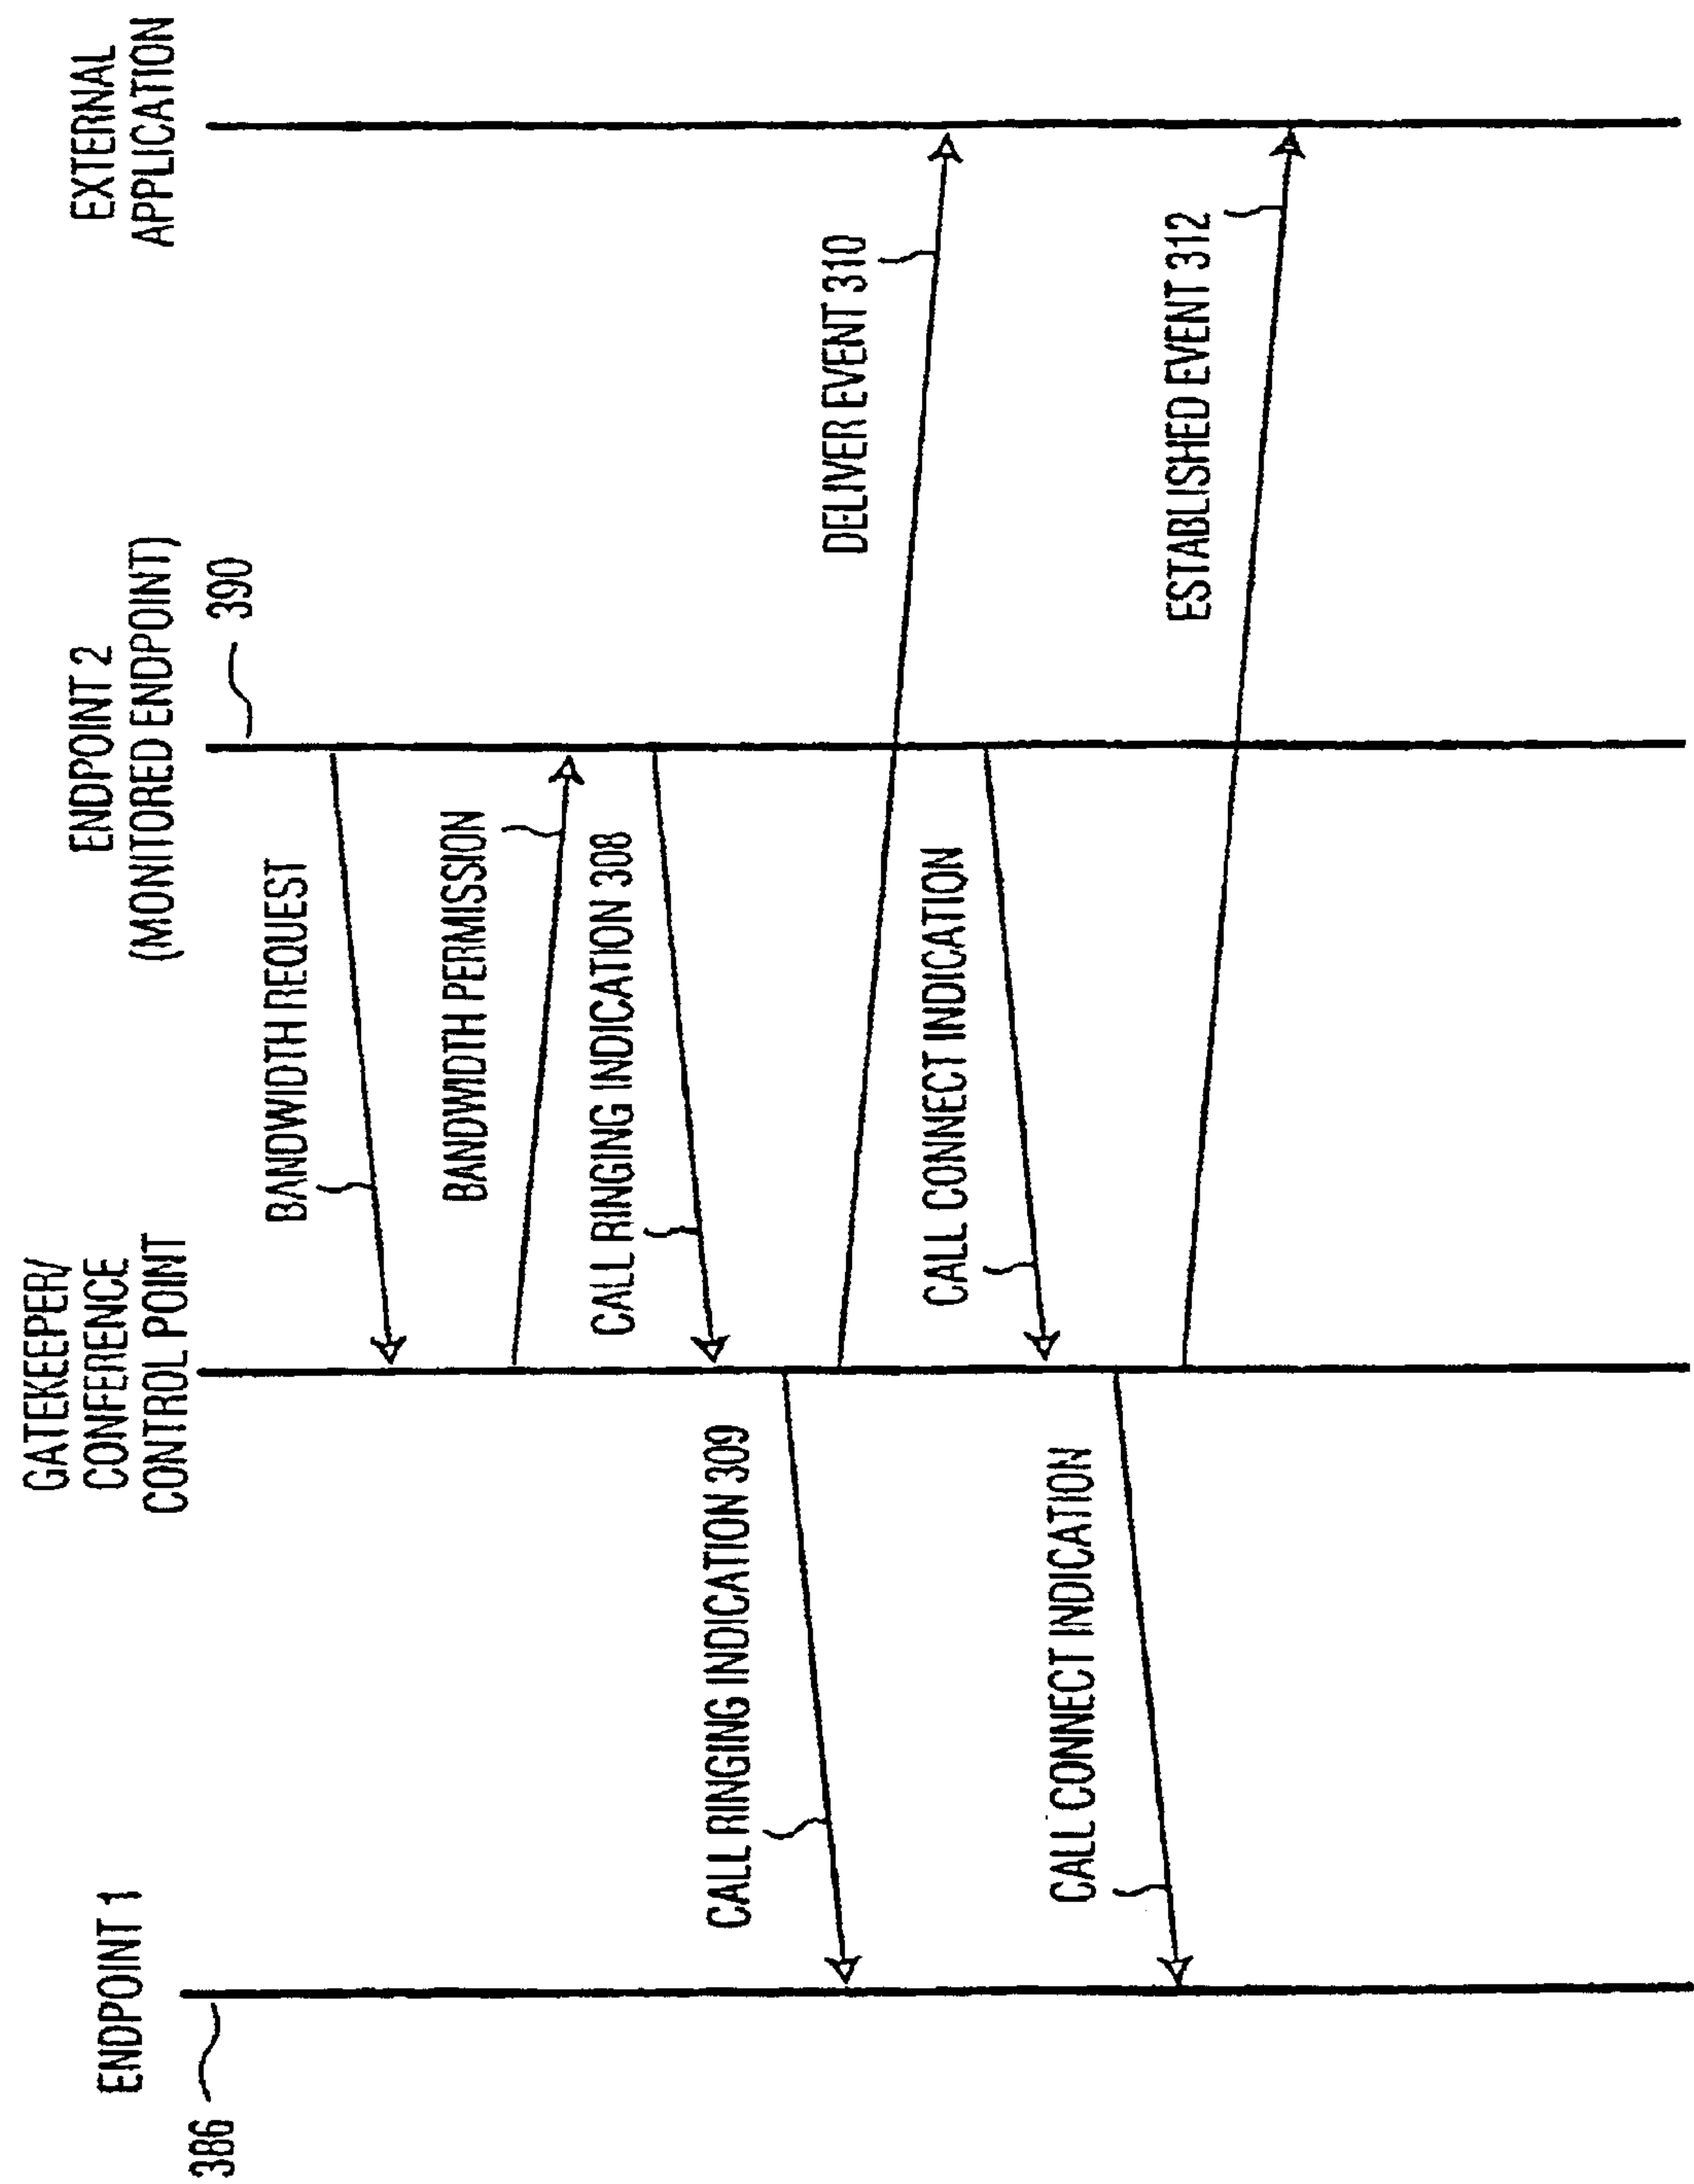 ENDPOINT 1
386
GATEKEEPER/
CONFERENCE
CONTROL POINT
ENDPOINT 2
(MONITORED ENDPOINT)
390
EXTERNAL
APPLICATION
BANDWIDTH REQUEST
BANDWIDTH PERMISSION
CALL RINGING INDICATION 308
CALL RINGING INDICATION 309
DELIVER EVENT 310
CALL CONNECT INDICATION
CALL CONNECT INDICATION
ESTABLISHED EVENT 312